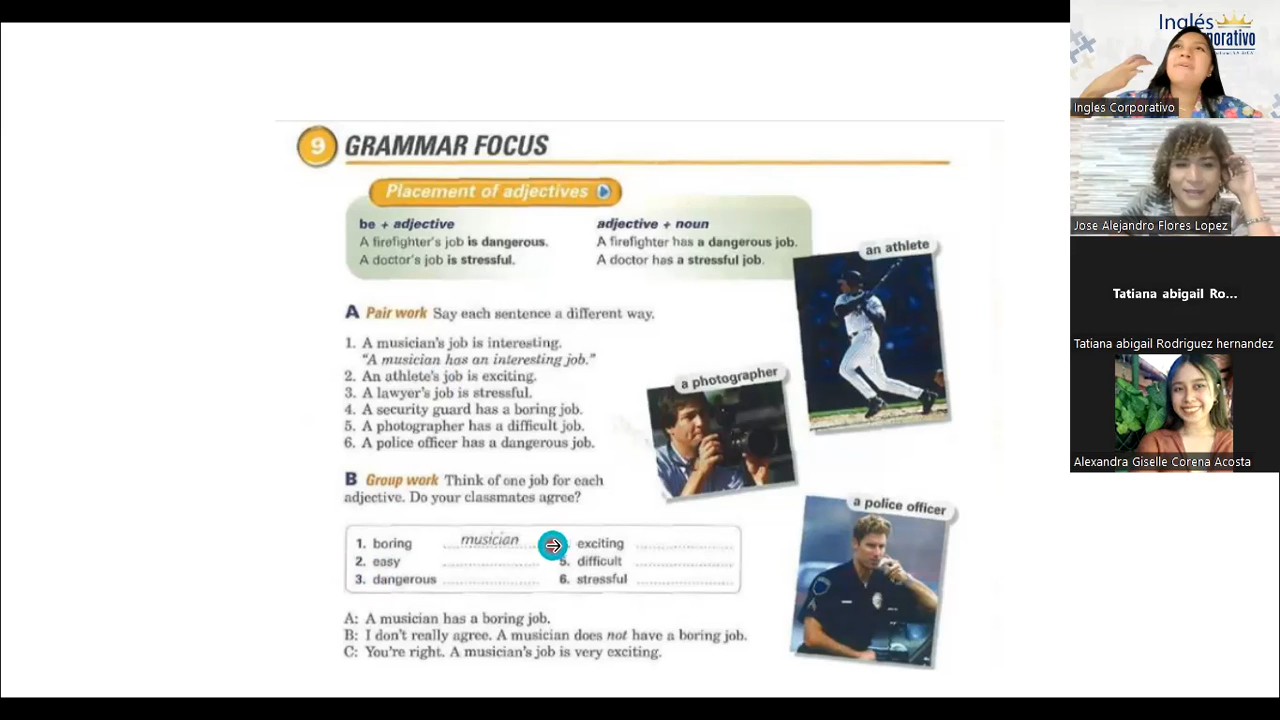 9 GRAMMAR FOCUS
Placement of adjectives
be + adjective
A firefighter's job is dangerous.
A doctor's job is stressful.
adjective + noun
A firefighter has a dangerous job.
A doctor has a stressful job.
an athlete
A Pair work Say each sentence a different way.
1. A musician's job is interesting.
"A musician has an interesting job."
2. An athlete's job is exciting.
3. A lawyer's job is stressful.
4. A security guard has a boring job.
5. A photographer has a difficult job.
6. A police officer has a dangerous job.
a photographer
B Group work Think of one job for each
adjective. Do your classmates agree?
a police officer
1. boring musician
2. easy
3. dangerous
exciting
5. difficult
6. stressful
A: A musician has a boring job.
B: I don't really agree. A musician does not have a boring job.
C: You're right. A musician's job is very exciting.
Inglés
Ingles Corporativo
Jose Alejandro Flores Lopez
Tatiana abigail Ro...
Tatiana abigail Rodriguez hernandez
Alexandra Giselle Corena Acosta